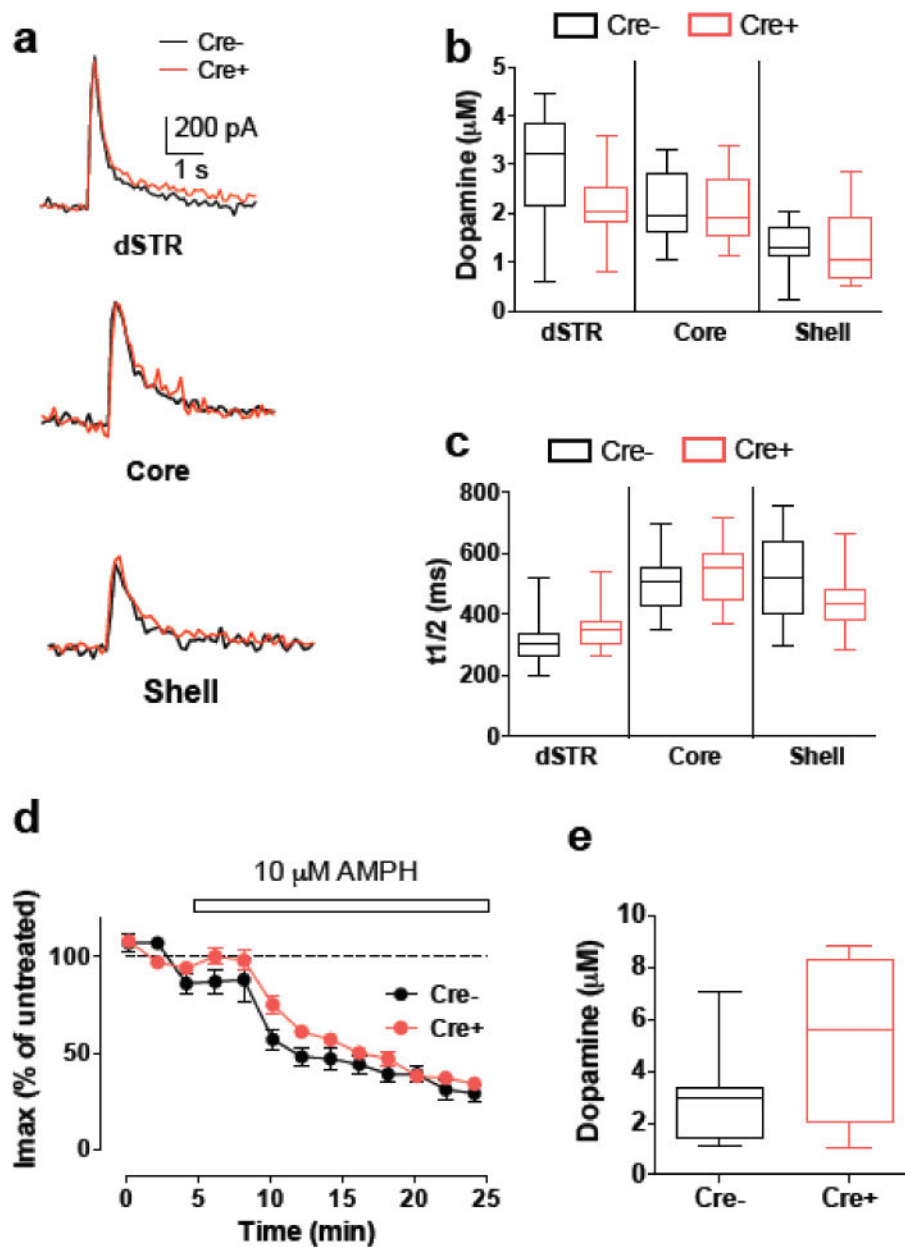 a
Cre-
Cre+
200 pA
1 s
dSTR
Core
Shell
b
Cre-
Cre+
Dopamine (μM)
5
4
3
2
1
0
dSTR
Core
Shell
c
Cre-
Cre+
t1/2 (ms)
800
600
400
200
0
dSTR
Core
Shell
d
10 μM AMPH
Imax (% of untreated)
100
50
0
Cre-
Cre+
0
5
10
15
20
25
Time (min)
e
Dopamine (μM)
10
8
6
4
2
0
Cre-
Cre+